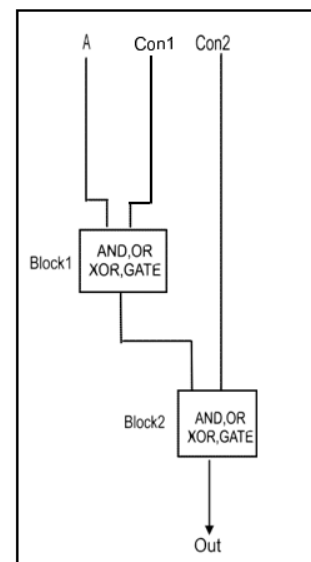 A Con1 Con2
Block1
AND,OR
XOR,GATE
Block2
AND,OR
XOR,GATE
Out